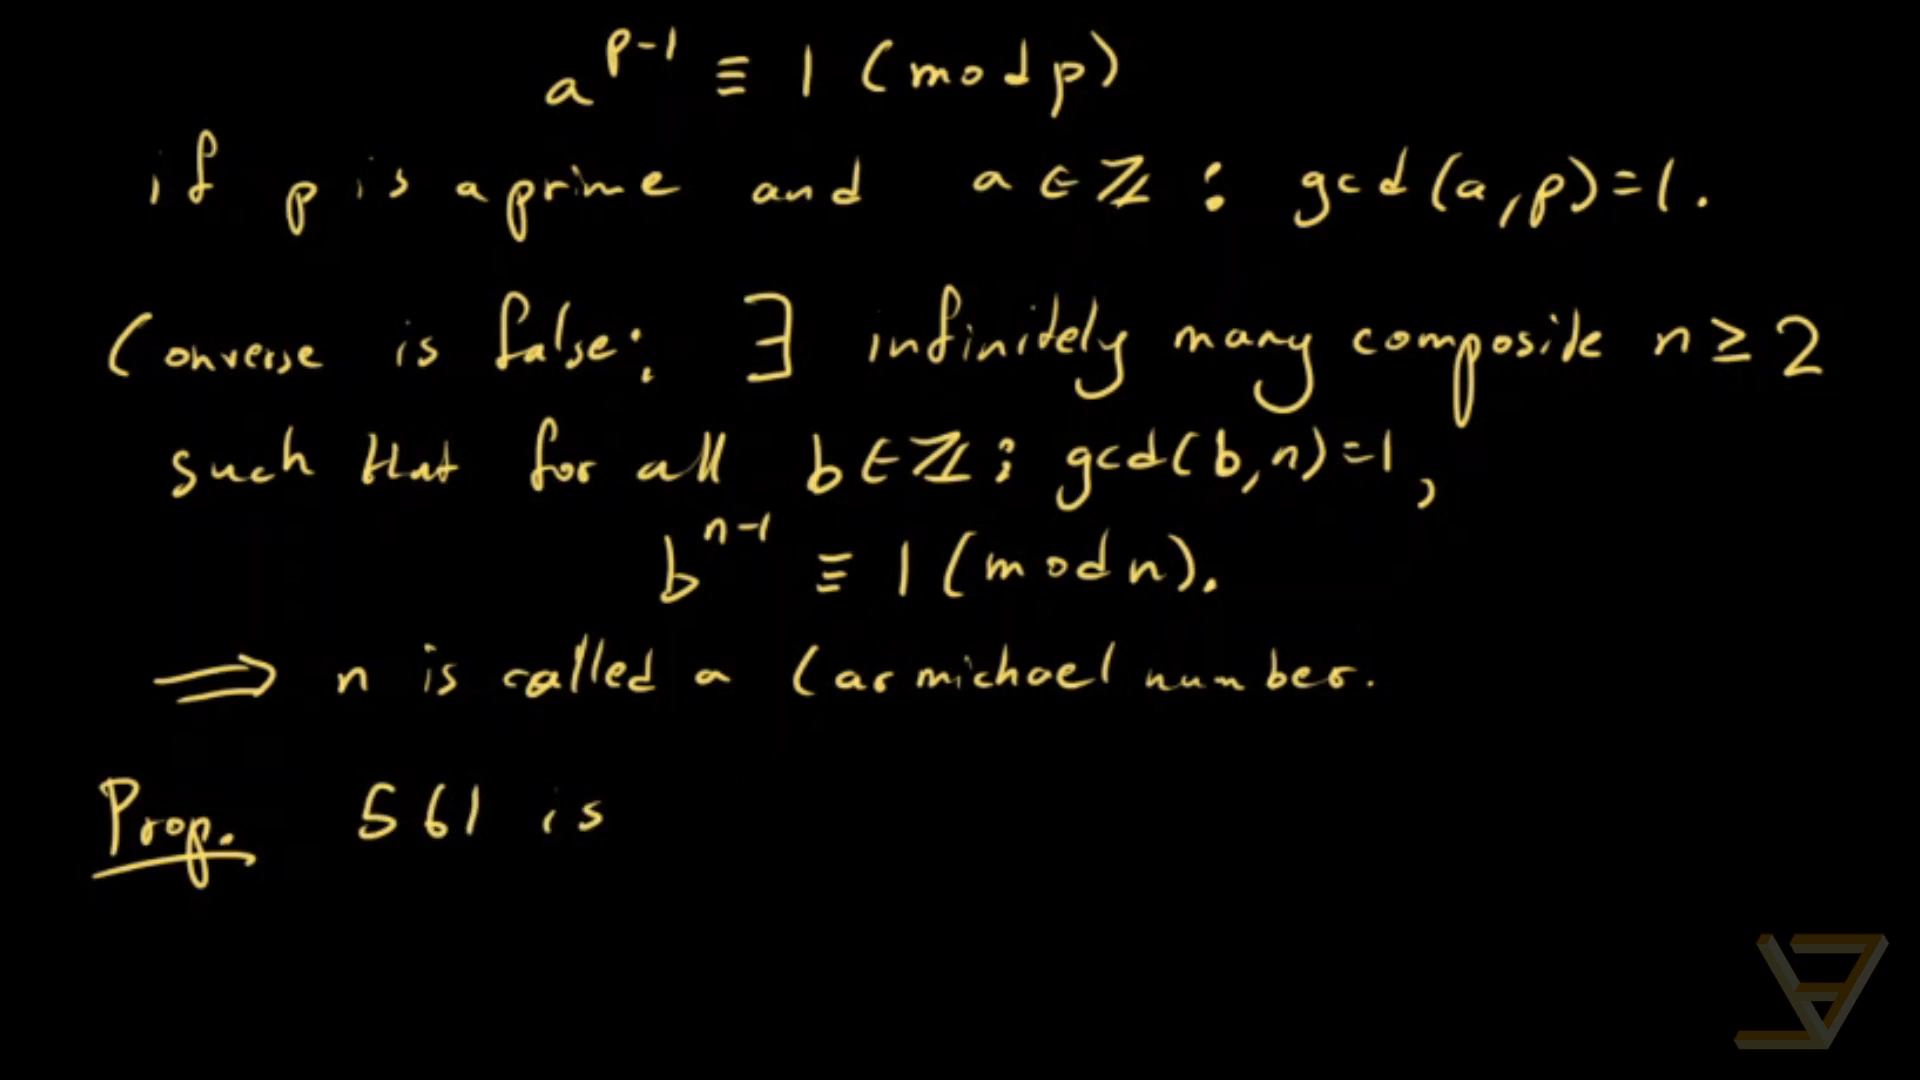 a^{p-1} ≡ 1 (mod p)
if p is a prime and a ∈ ℤ : gcd(a,p)=1.
Converse is false: ∃ infinitely many composite n ≥ 2
such that for all b ∈ ℤ : gcd(b,n)=1,
b^{n-1} ≡ 1 (mod n).
⟹ n is called a Carmichael number.
Prop. 561 is